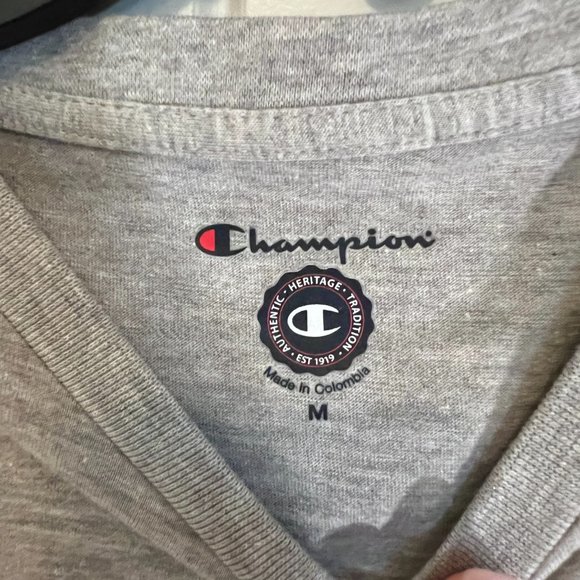 Champion
AUTHENTIC · HERITAGE · TRADITION
· EST 1919 ·
Made in Colombia
M